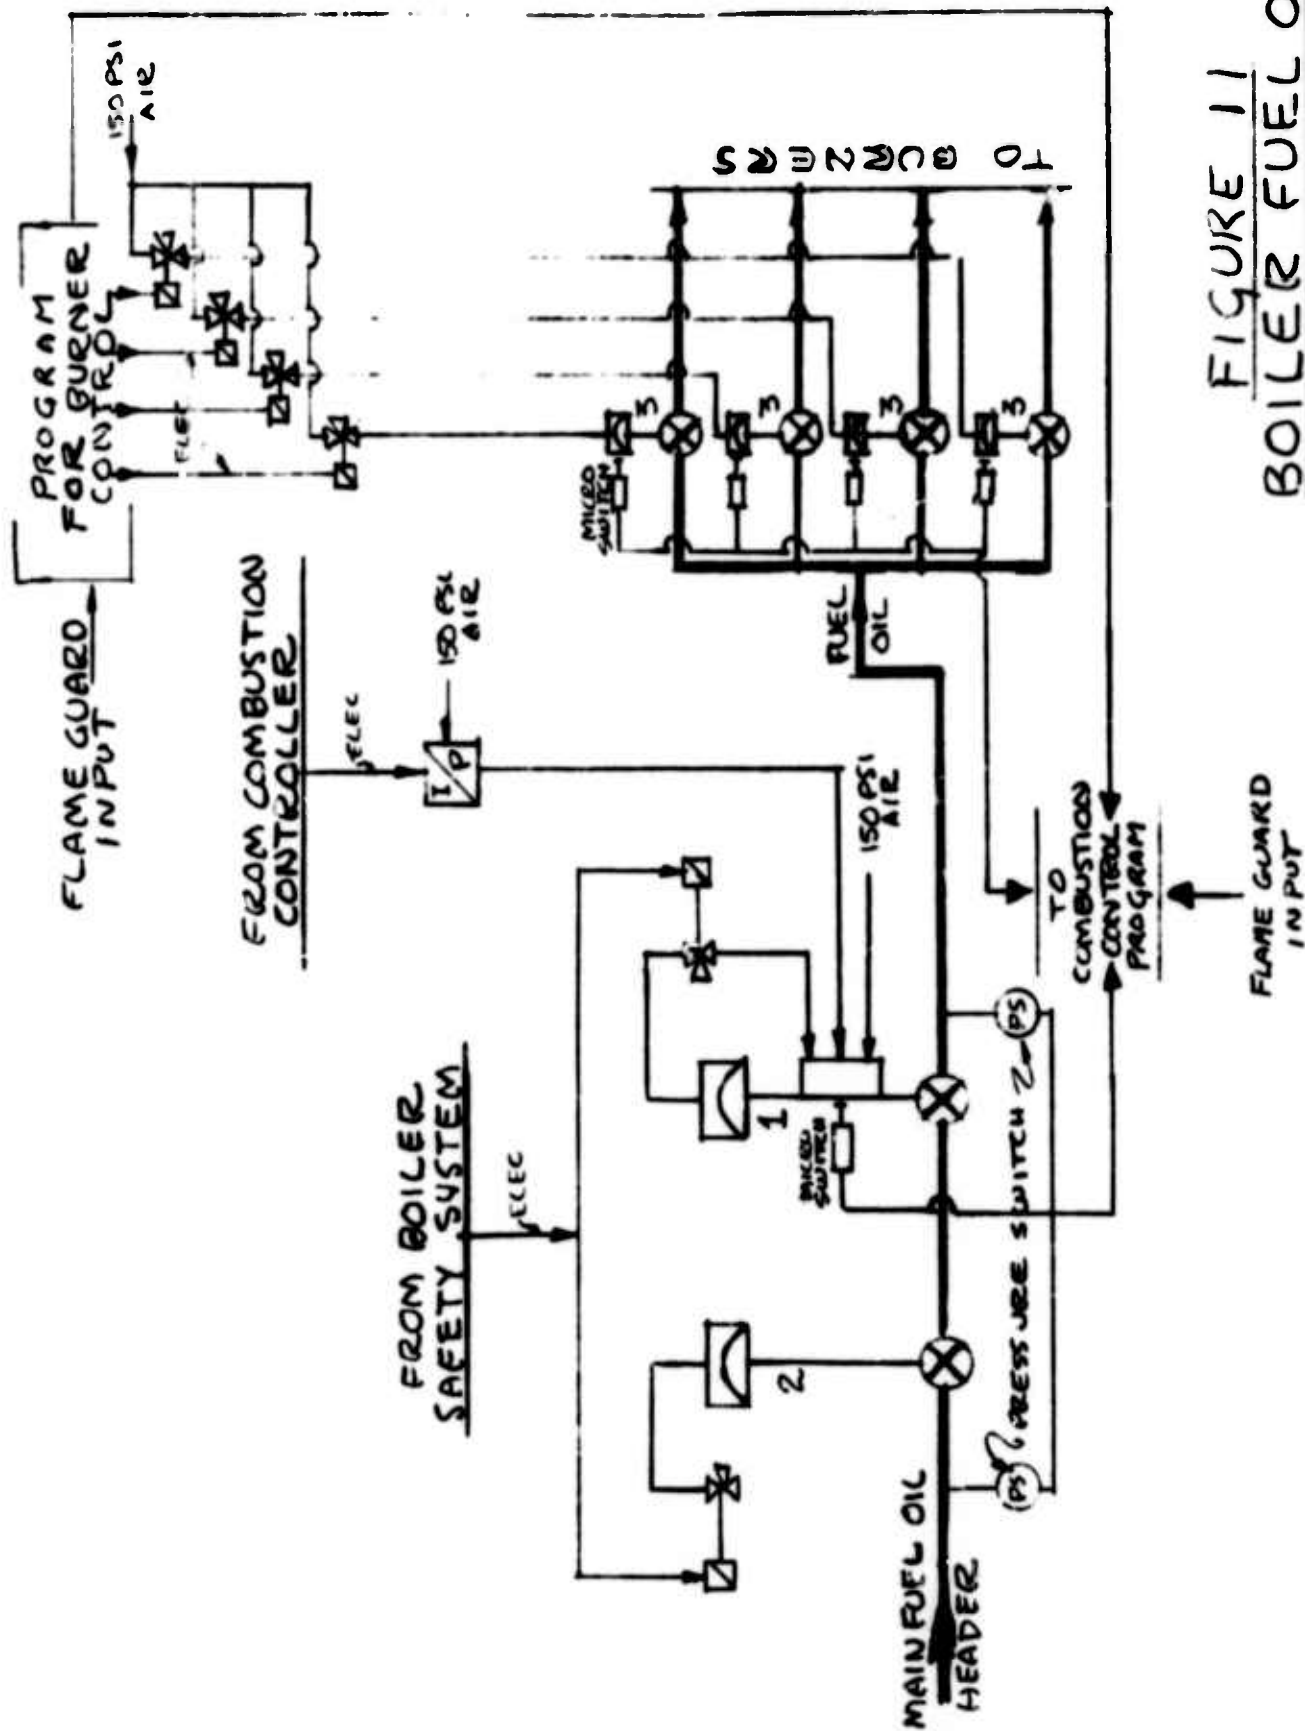 FLAME GUARD
INPUT
PROGRAM
FOR BURNER
CONTROL
ELEC
150 PSI
AIR
FROM COMBUSTION
CONTROLLER
ELEC
I/P
150 PSI
AIR
FROM BOILER
SAFETY SYSTEM
ELEC
MICRO
SWITCH
3
3
3
3
TO BURNERS
FUEL
OIL
1
2
MICRO
SWITCH
150 PSI
AIR
MAIN FUEL OIL
HEADER
PS
PRESSURE SWITCH
PS
TO
COMBUSTION
CONTROL
PROGRAM
FLAME GUARD
INPUT
FIGURE 11
BOILER FUEL O